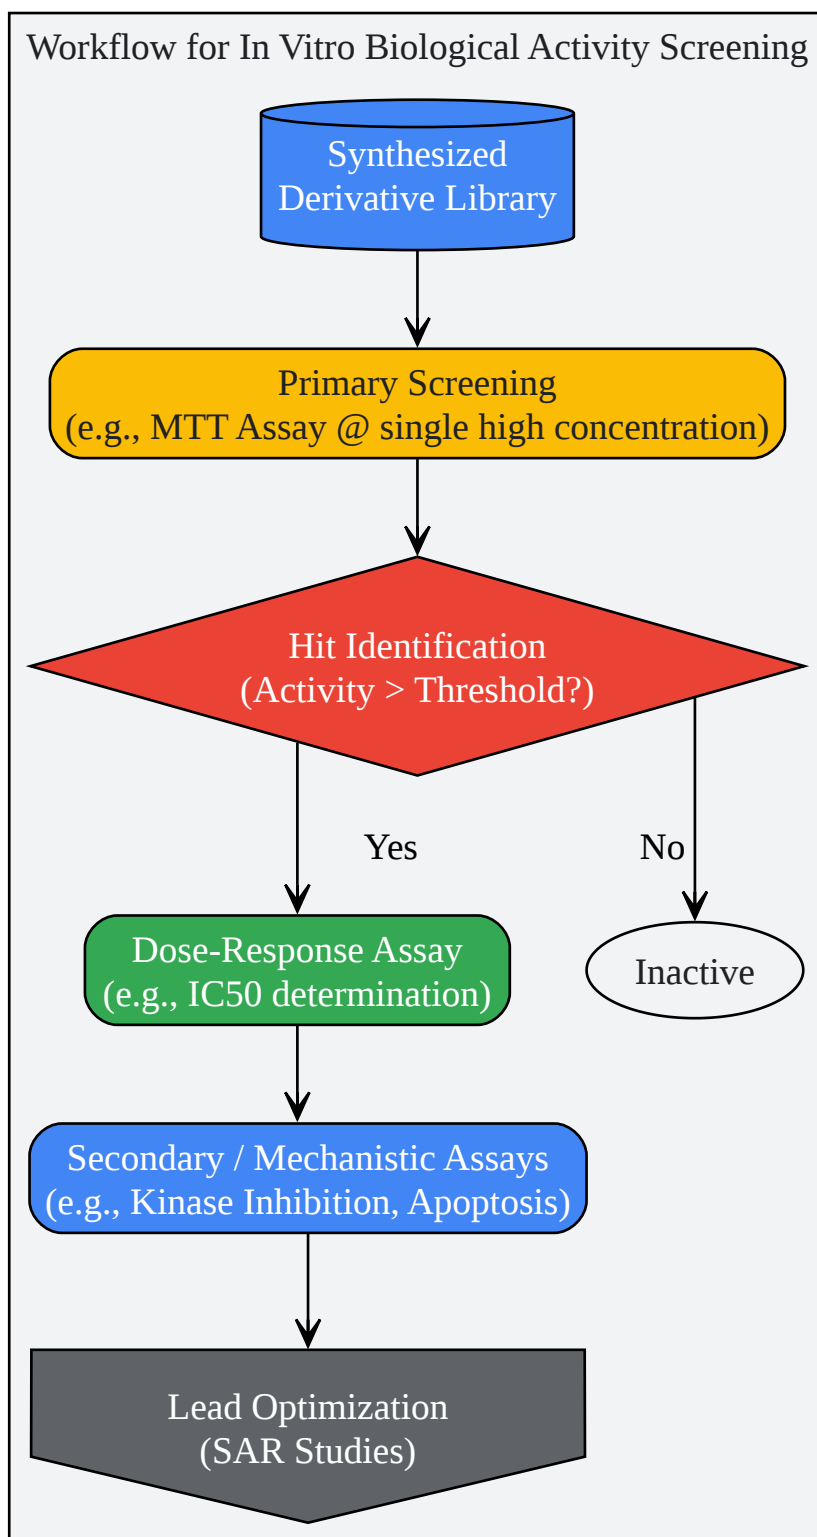 Workflow for In Vitro Biological Activity Screening
Synthesized
Derivative Library
Primary Screening
(e.g., MTT Assay @ single high concentration)
Hit Identification
(Activity > Threshold?)
Yes
No
Dose-Response Assay
(e.g., IC50 determination)
Inactive
Secondary / Mechanistic Assays
(e.g., Kinase Inhibition, Apoptosis)
Lead Optimization
(SAR Studies)